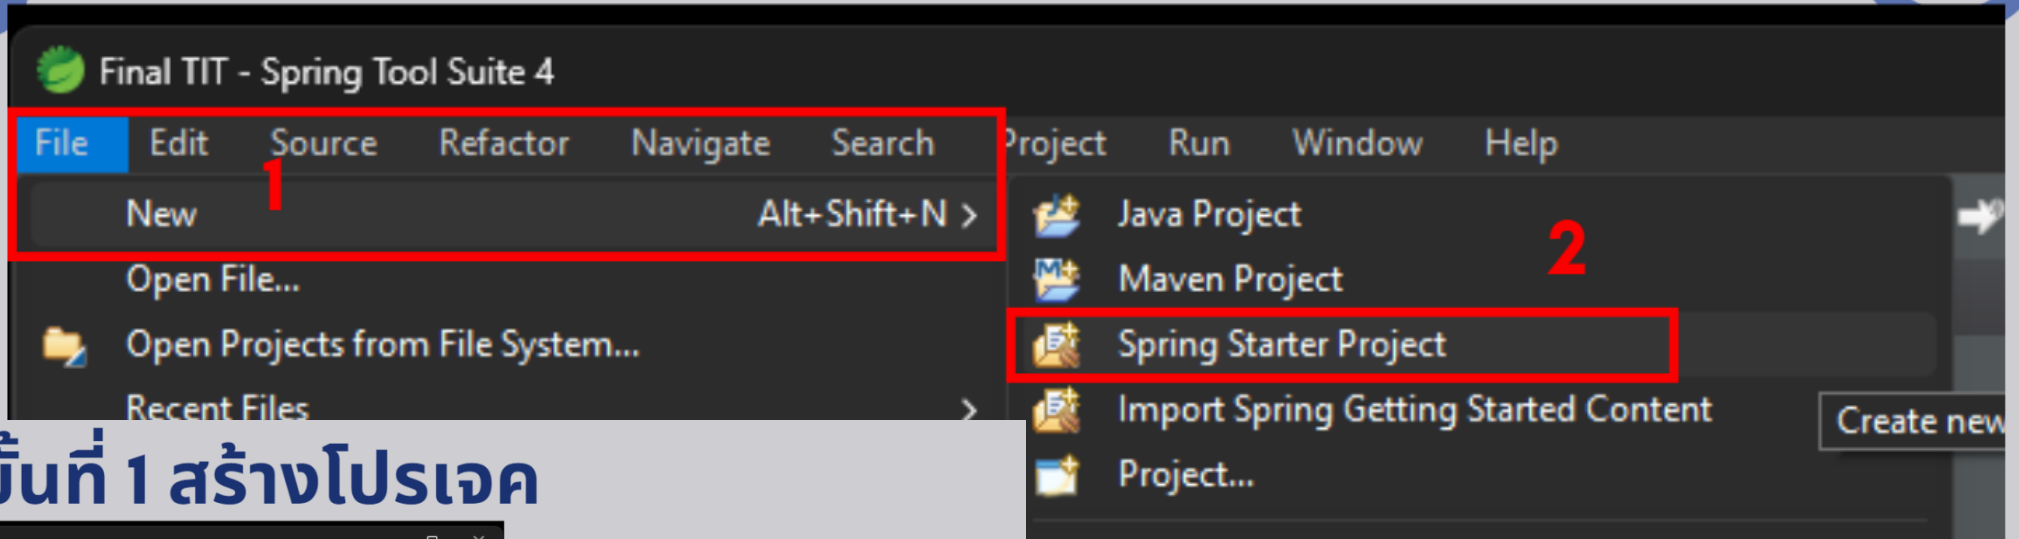 Final TIT - Spring Tool Suite 4
File Edit Source Refactor Navigate Search Project Run Window Help
1
New Alt+Shift+N >
Java Project
2
Open File...
Maven Project
Open Projects from File System...
Spring Starter Project
Recent Files >
Import Spring Getting Started Content
Create new
ขั้นที่ 1 สร้างโปรเจค
Project...